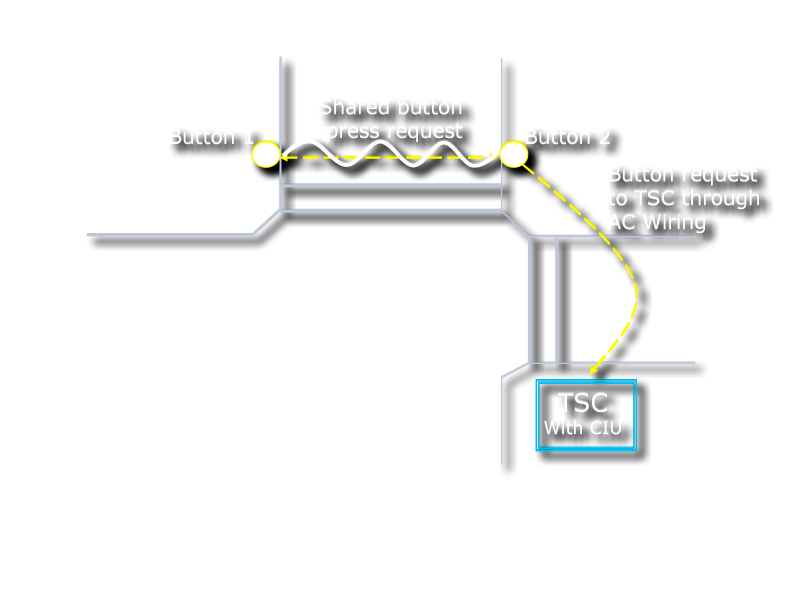 Shared button
press request
Button 1
Button 2
Button request
to TSC through
AC Wiring
TSC
With CIU